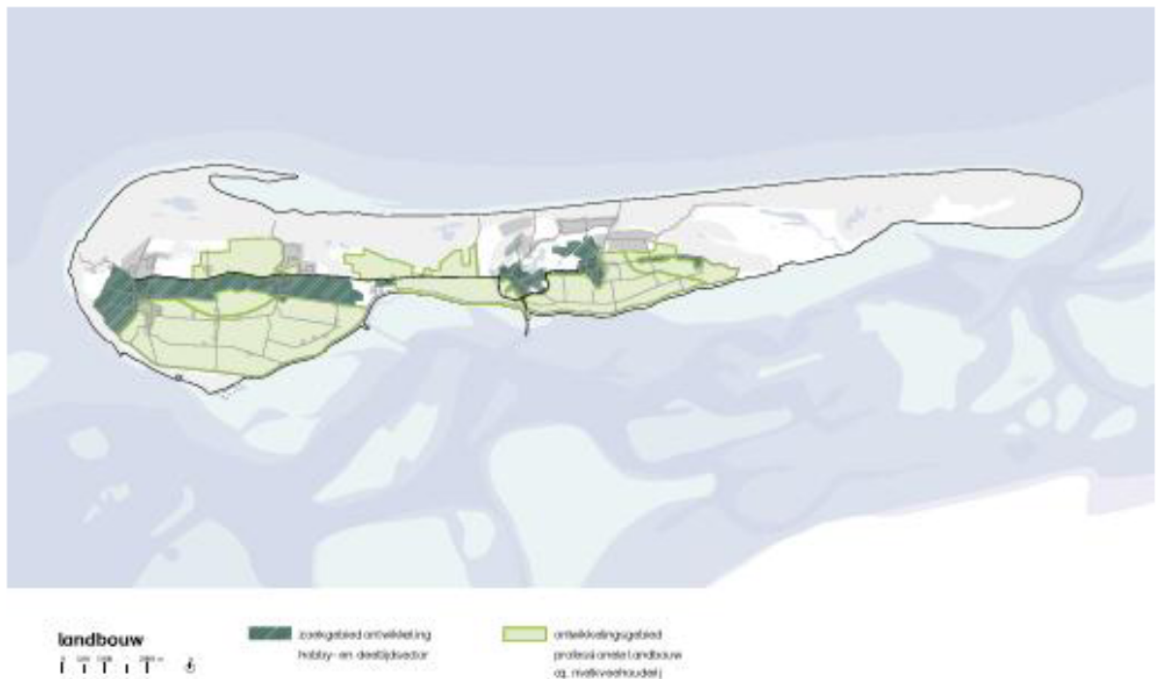 landbouw
zoekgebied ontwikkeling
hobby- en deeltijdsector
ontwikkelingsgebied
professionele landbouw
cq. melkveehouderij